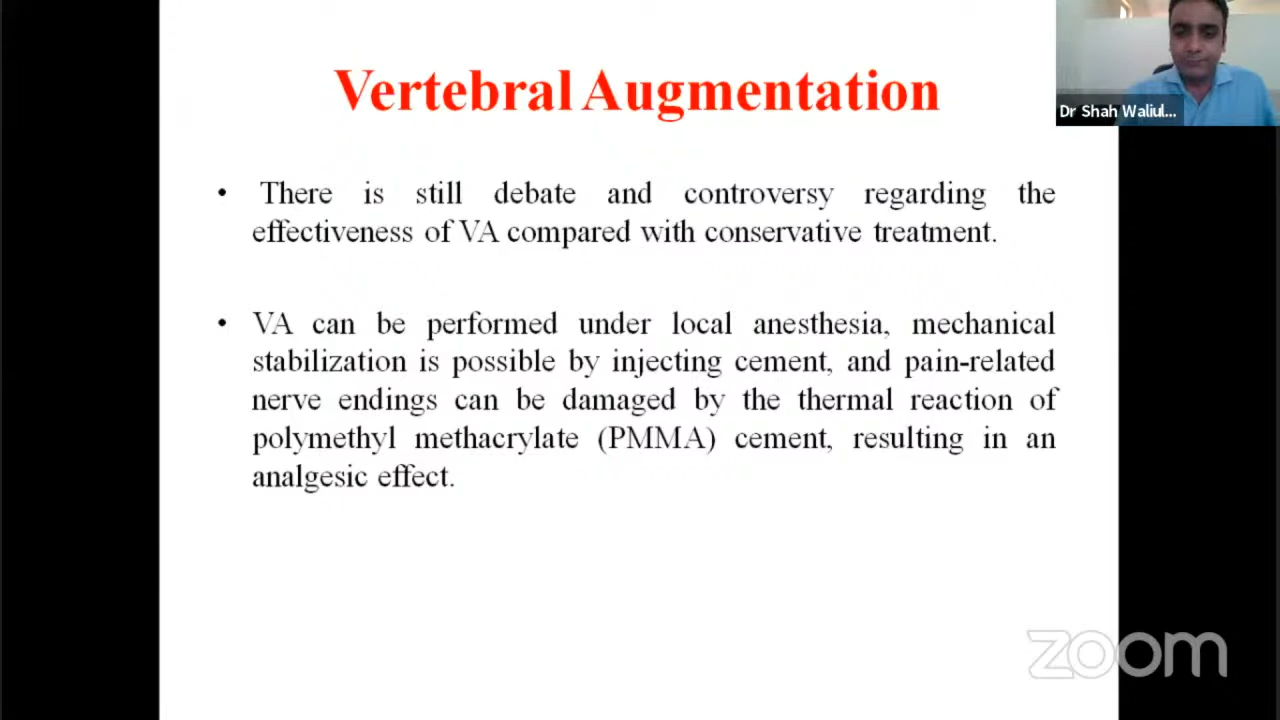 Vertebral Augmentation
Dr Shah Waliul...
• There is still debate and controversy regarding the
effectiveness of VA compared with conservative treatment.
• VA can be performed under local anesthesia, mechanical
stabilization is possible by injecting cement, and pain-related
nerve endings can be damaged by the thermal reaction of
polymethyl methacrylate (PMMA) cement, resulting in an
analgesic effect.
zoom